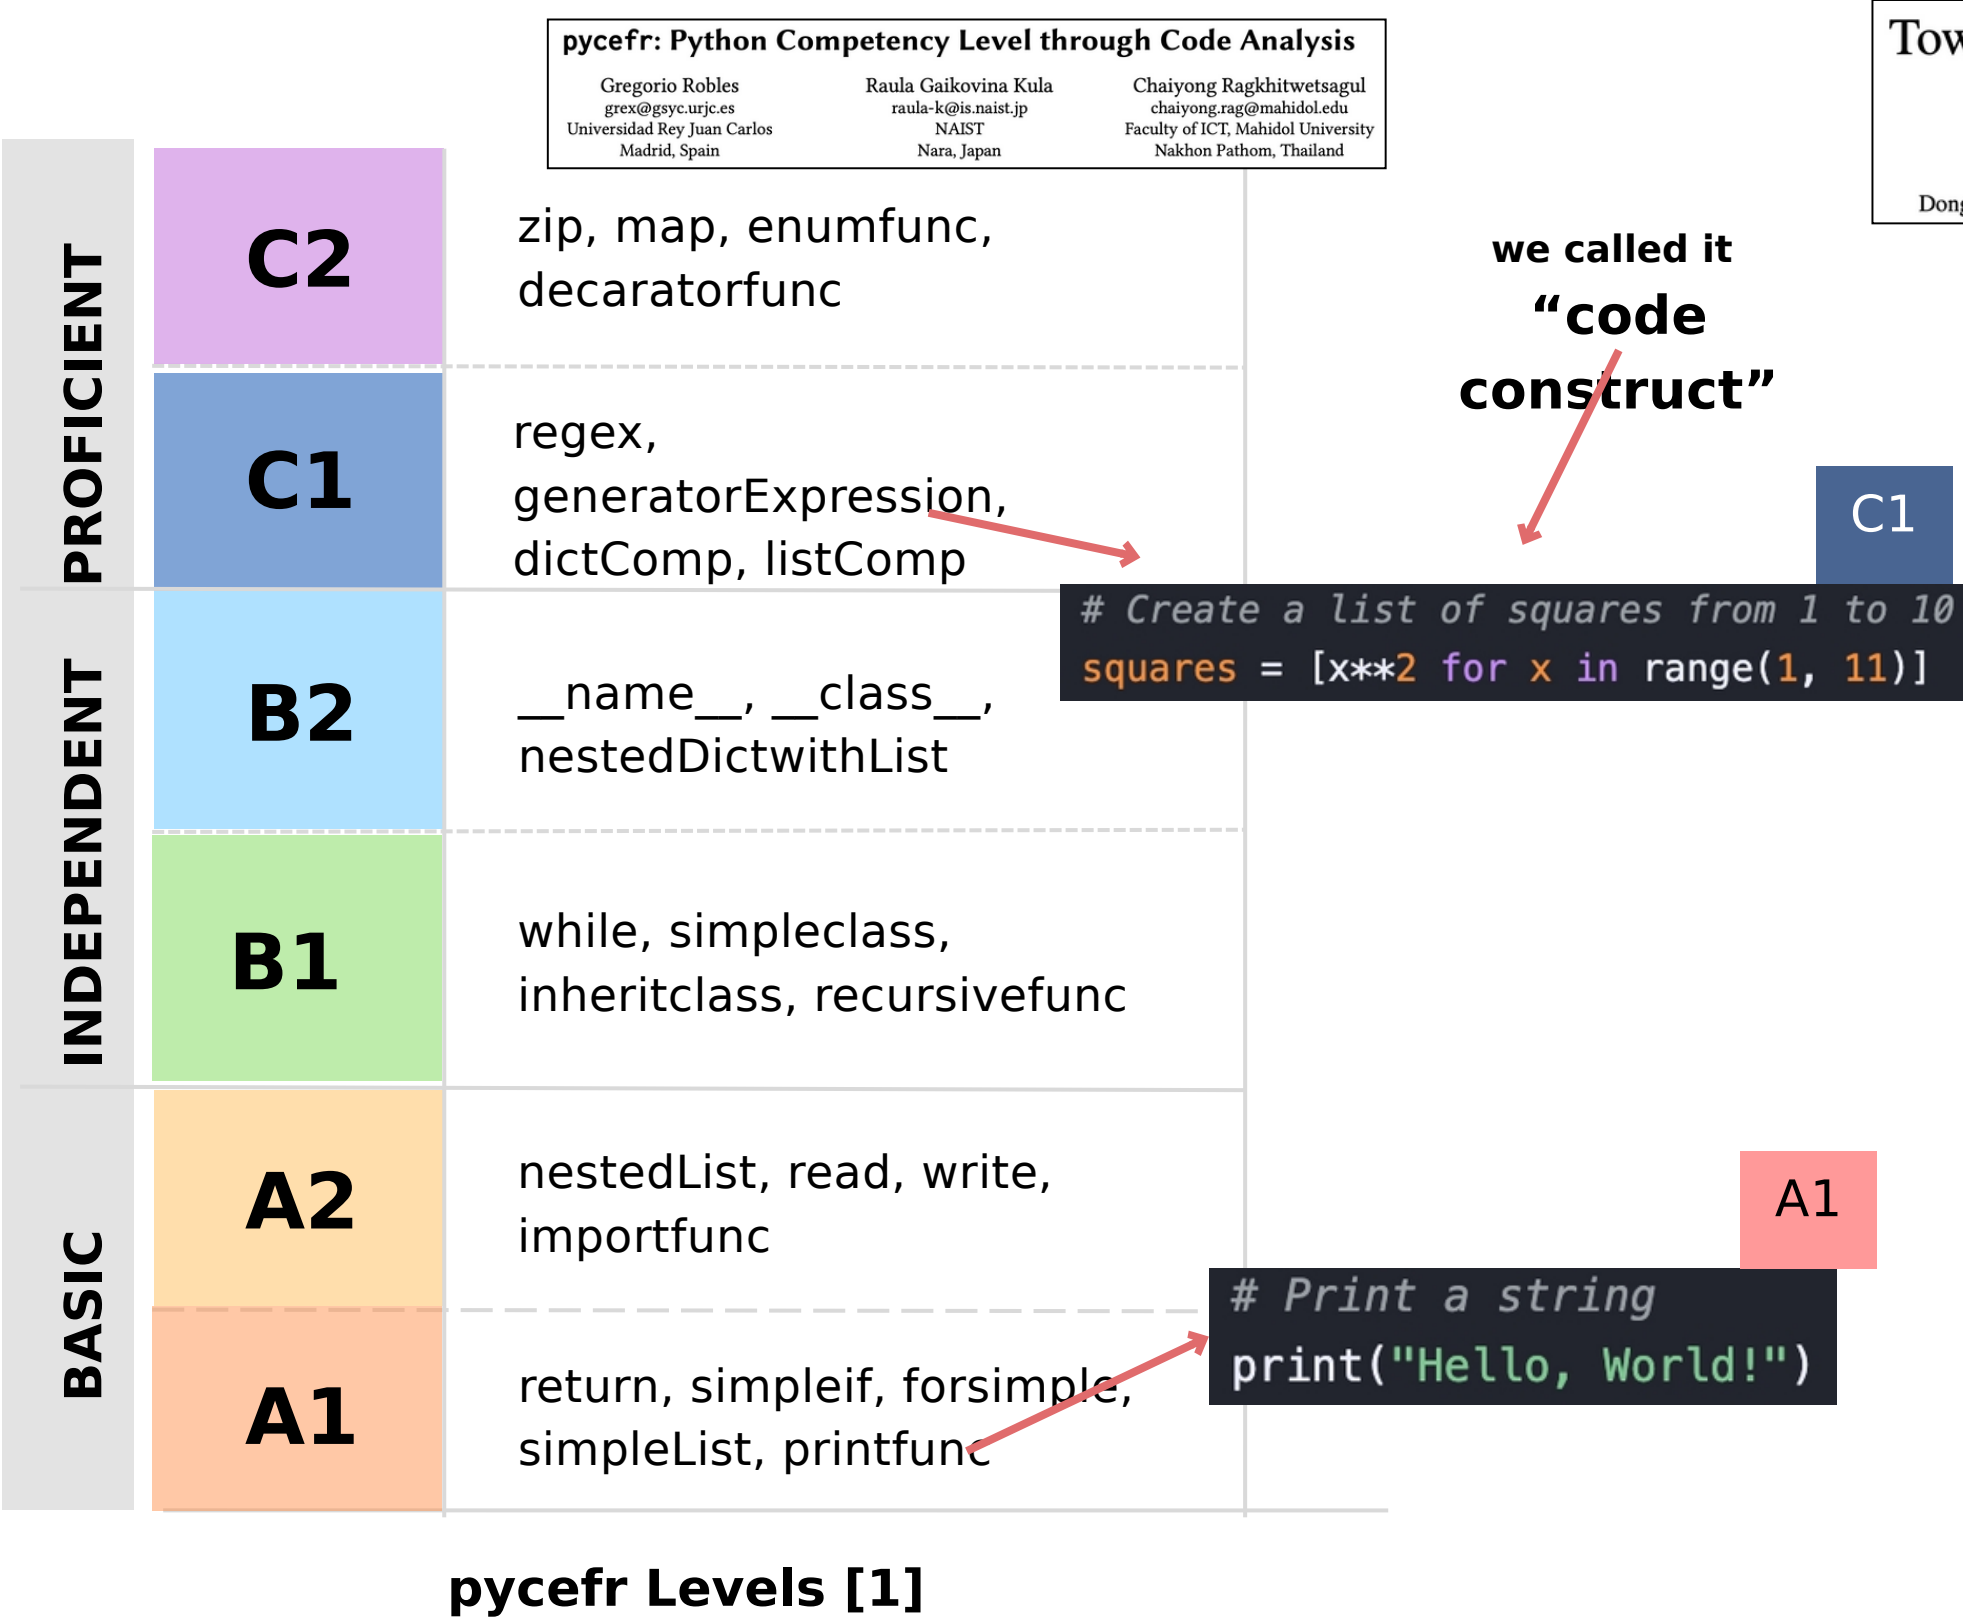 pycefr: Python Competency Level through Code Analysis
Gregorio Robles
grex@gsyc.urjc.es
Universidad Rey Juan Carlos
Madrid, Spain
Raula Gaikovina Kula
raula-k@is.naist.jp
NAIST
Nara, Japan
Chaiyong Ragkhitwetsagul
chaiyong.rag@mahidol.edu
Faculty of ICT, Mahidol University
Nakhon Pathom, Thailand
PROFICIENT
C2
zip, map, enumfunc,
decaratorfunc
C1
regex,
generatorExpression,
dictComp, listComp
we called it
“code
construct”
C1
# Create a list of squares from 1 to 10
squares = [x**2 for x in range(1, 11)]
INDEPENDENT
B2
__name__, __class__,
nestedDictwithList
B1
while, simpleclass,
inheritclass, recursivefunc
BASIC
A2
nestedList, read, write,
importfunc
A1
return, simpleif, forsimple,
simpleList, printfunc
A1
# Print a string
print("Hello, World!")
pycefr Levels [1]